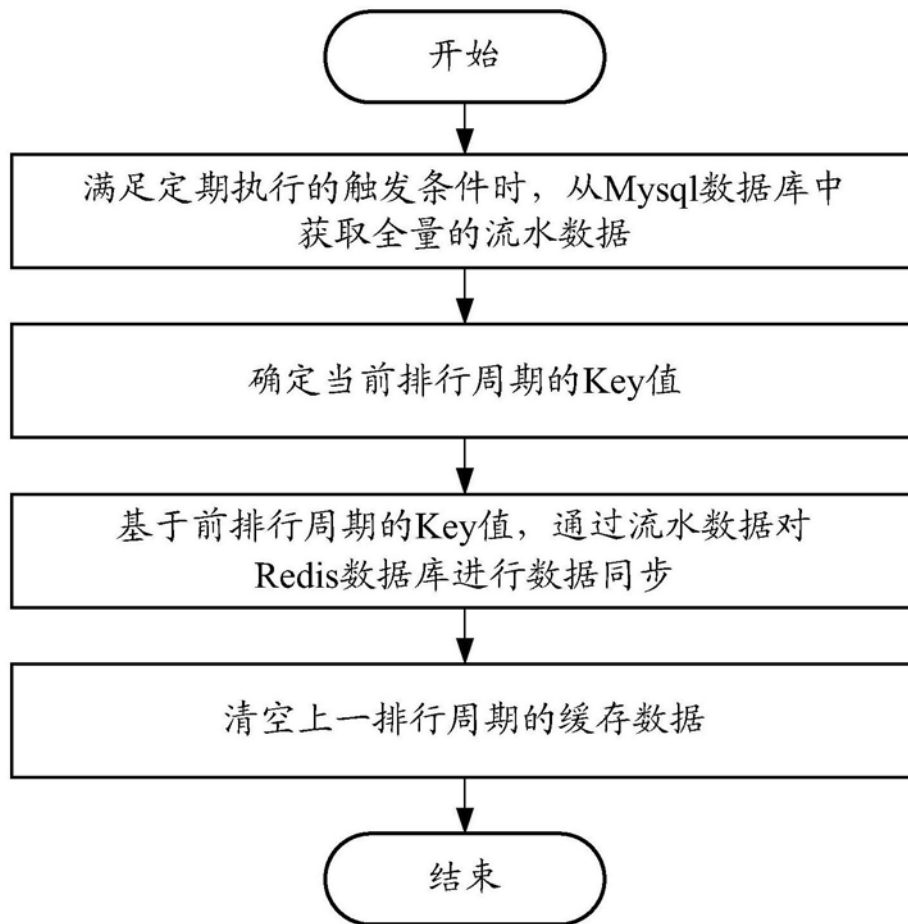 开始
满足定期执行的触发条件时，从Mysql数据库中
获取全量的流水数据
确定当前排行周期的Key值
基于前排行周期的Key值，通过流水数据对
Redis数据库进行数据同步
清空上一排行周期的缓存数据
结束